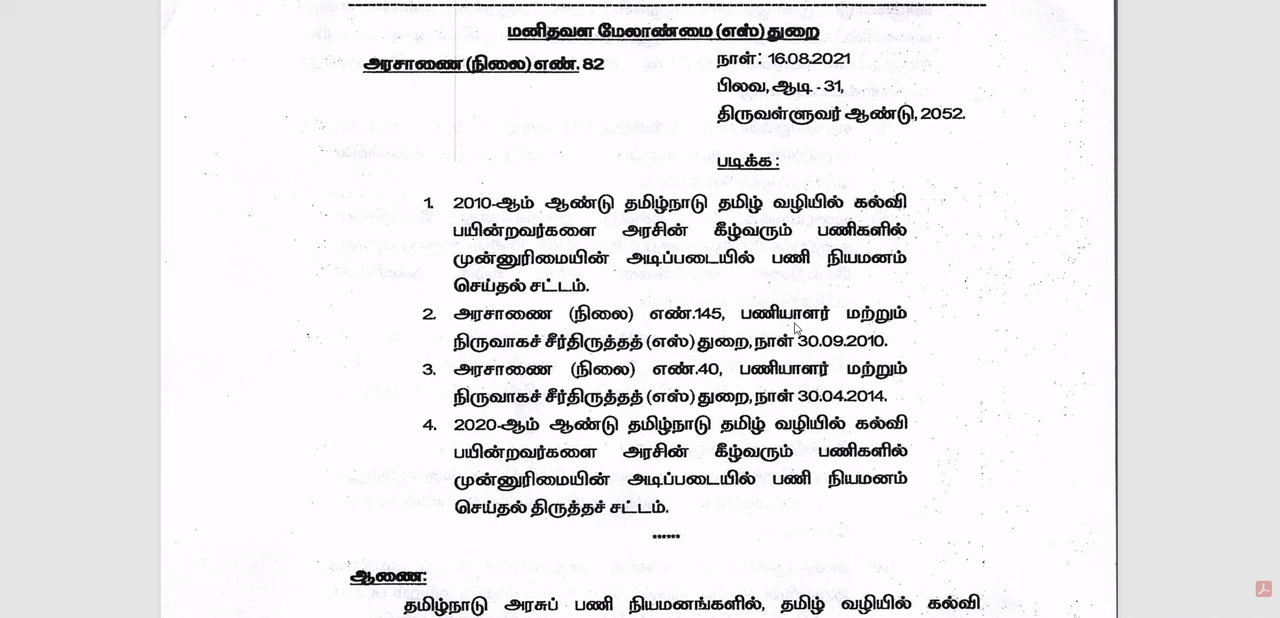 மனிதவள மேலாண்மை (எஸ்) துறை
அரசாணை (நிலை) எண். 82
நாள்: 16.08.2021
பிலவ, ஆடி - 31,
திருவள்ளுவர் ஆண்டு, 2052.
படிக்க :
1. 2010-ஆம் ஆண்டு தமிழ்நாடு தமிழ் வழியில் கல்வி
பயின்றவர்களை அரசின் கீழ்வரும் பணிகளில்
முன்னுரிமையின் அடிப்படையில் பணி நியமனம்
செய்தல் சட்டம்.
2. அரசாணை (நிலை) எண்.145, பணியாளர் மற்றும்
நிருவாகச் சீர்திருத்தத் (எஸ்) துறை, நாள் 30.09.2010.
3. அரசாணை (நிலை) எண்.40, பணியாளர் மற்றும்
நிருவாகச் சீர்திருத்தத் (எஸ்) துறை, நாள் 30.04.2014.
4. 2020-ஆம் ஆண்டு தமிழ்நாடு தமிழ் வழியில் கல்வி
பயின்றவர்களை அரசின் கீழ்வரும் பணிகளில்
முன்னுரிமையின் அடிப்படையில் பணி நியமனம்
செய்தல் திருத்தச் சட்டம்.
******
ஆணை:
தமிழ்நாடு அரசுப் பணி நியமனங்களில், தமிழ் வழியில் கல்வி